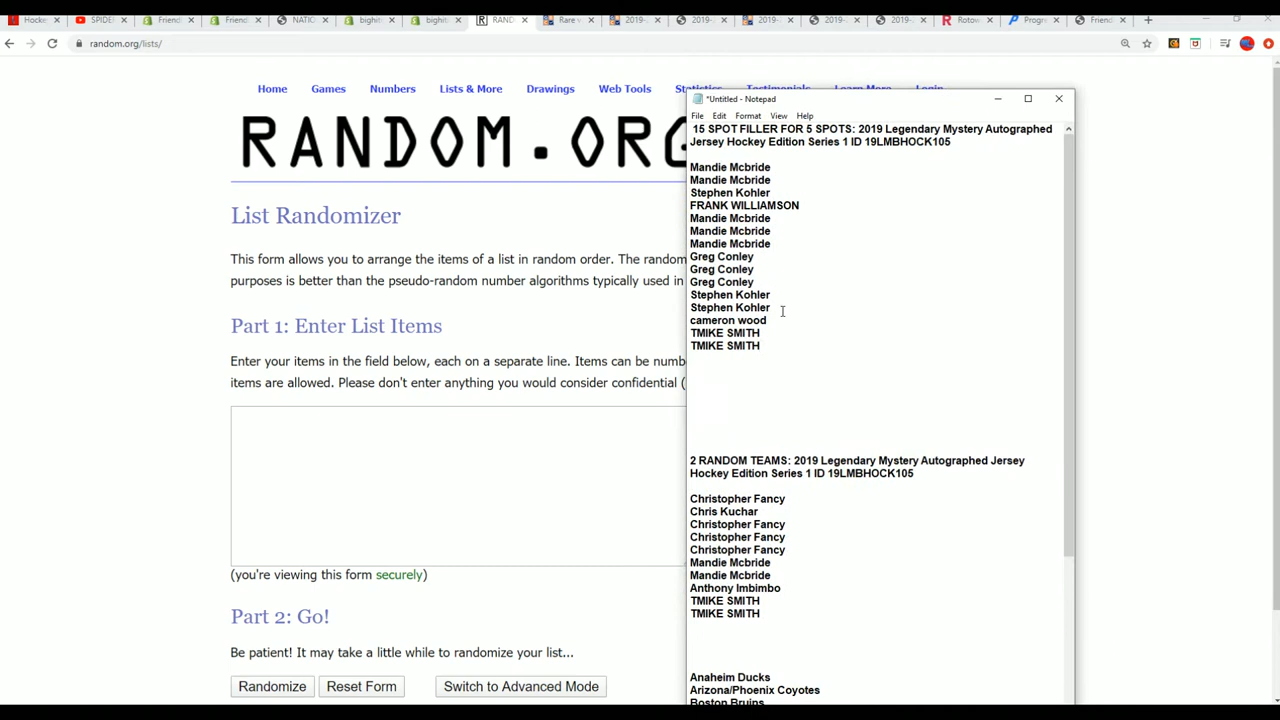 Hocke
SPIDE
Friend
Friend
NATIO
bighit
bighit
RAND
Rare v
2019-
2019-
2019-
2019-
2019-
Rotow
Progre
Friend
random.org/lists/
Home
Games
Numbers
Lists & More
Drawings
Web Tools
Statistics
Testimonials
Learn More
Login
RANDOM.ORG
List Randomizer
This form allows you to arrange the items of a list in random order. The random
purposes is better than the pseudo-random number algorithms typically used in
Part 1: Enter List Items
Enter your items in the field below, each on a separate line. Items can be numb
items are allowed. Please don't enter anything you would consider confidential (
(you're viewing this form securely)
Part 2: Go!
Be patient! It may take a little while to randomize your list...
Randomize
Reset Form
Switch to Advanced Mode
*Untitled - Notepad
File Edit Format View Help
15 SPOT FILLER FOR 5 SPOTS: 2019 Legendary Mystery Autographed
Jersey Hockey Edition Series 1 ID 19LMBHOCK105
Mandie Mcbride
Mandie Mcbride
Stephen Kohler
FRANK WILLIAMSON
Mandie Mcbride
Mandie Mcbride
Mandie Mcbride
Greg Conley
Greg Conley
Greg Conley
Stephen Kohler
Stephen Kohler
cameron wood
TMIKE SMITH
TMIKE SMITH
2 RANDOM TEAMS: 2019 Legendary Mystery Autographed Jersey
Hockey Edition Series 1 ID 19LMBHOCK105
Christopher Fancy
Chris Kuchar
Christopher Fancy
Christopher Fancy
Christopher Fancy
Mandie Mcbride
Mandie Mcbride
Anthony Imbimbo
TMIKE SMITH
TMIKE SMITH
Anaheim Ducks
Arizona/Phoenix Coyotes
Boston Bruins